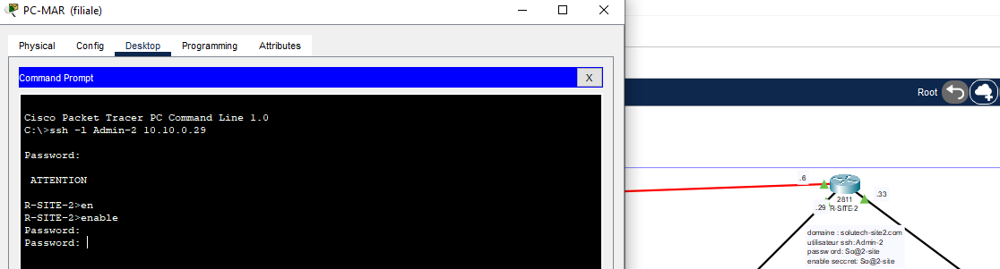 PC-MAR (filiale)
Physical Config Desktop Programming Attributes
Command Prompt
X
Cisco Packet Tracer PC Command Line 1.0
C:\>ssh -l Admin-2 10.10.0.29
Password:
ATTENTION
R-SITE-2>en
R-SITE-2>enable
Password:
Password:
Root
.6
.33
2811
.29
R-SITE-2
domaine : solutech-site2.com
utilisateur ssh: Admin-2
password: So@2-site
enable seccret: So@2-site